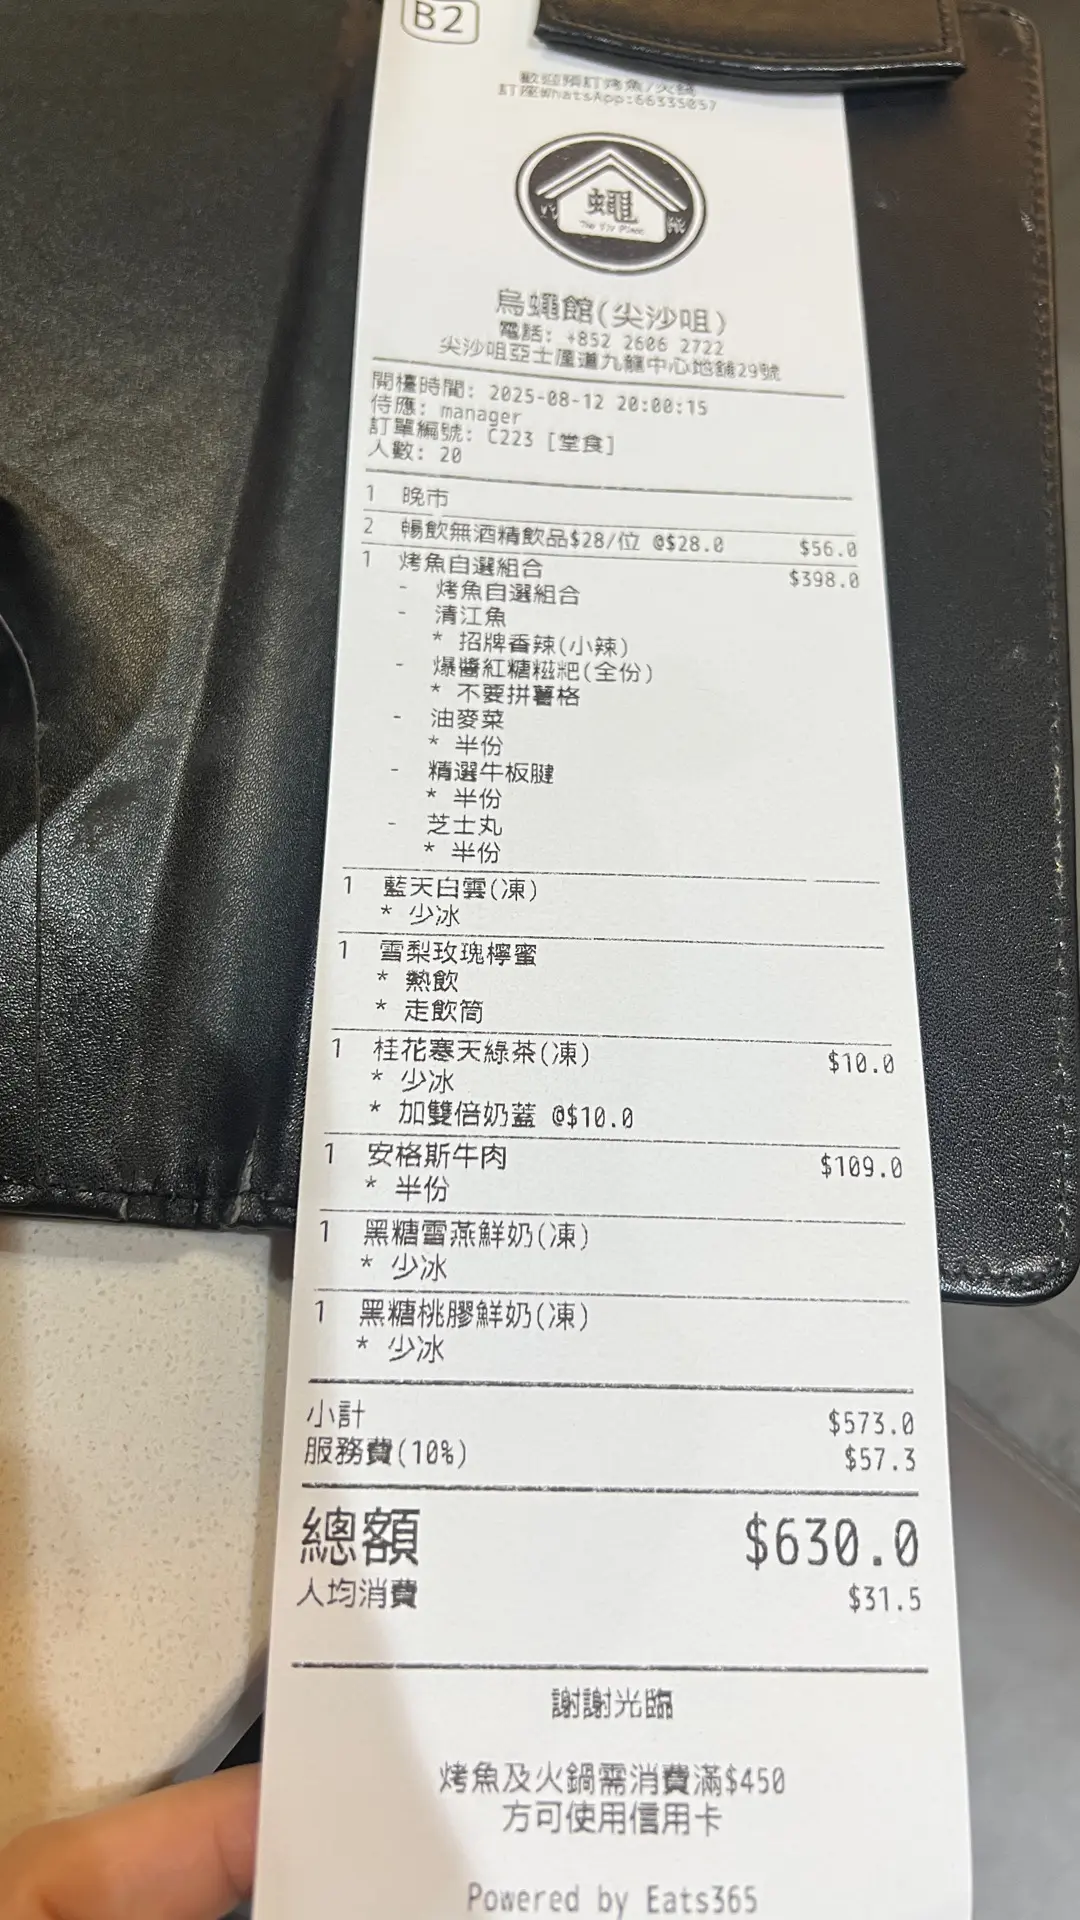 B2
歡迎預訂烤魚/火鍋
訂座WhatsApp:66335057
蠅
The Fly Place
烏蠅館(尖沙咀)
電話: +852 2606 2722
尖沙咀亞士厘道九龍中心地舖29號
開檯時間: 2025-08-12 20:00:15
侍應: manager
訂單編號: C223 [堂食]
人數: 20
1 晚市
2 暢飲無酒精飲品$28/位 @$28.0 $56.0
1 烤魚自選組合 $398.0
- 烤魚自選組合
- 清江魚
* 招牌香辣(小辣)
- 爆醬紅糖糍粑(全份)
* 不要拼薯格
- 油麥菜
* 半份
- 精選牛板腱
* 半份
- 芝士丸
* 半份
1 藍天白雲(凍)
* 少冰
1 雪梨玫瑰檸蜜
* 熱飲
* 走飲筒
1 桂花寒天綠茶(凍) $10.0
* 少冰
* 加雙倍奶蓋 @$10.0
1 安格斯牛肉 $109.0
* 半份
1 黑糖雪燕鮮奶(凍)
* 少冰
1 黑糖桃膠鮮奶(凍)
* 少冰
小計 $573.0
服務費(10%) $57.3
總額 $630.0
人均消費 $31.5
謝謝光臨
烤魚及火鍋需消費滿$450
方可使用信用卡
Powered by Eats365